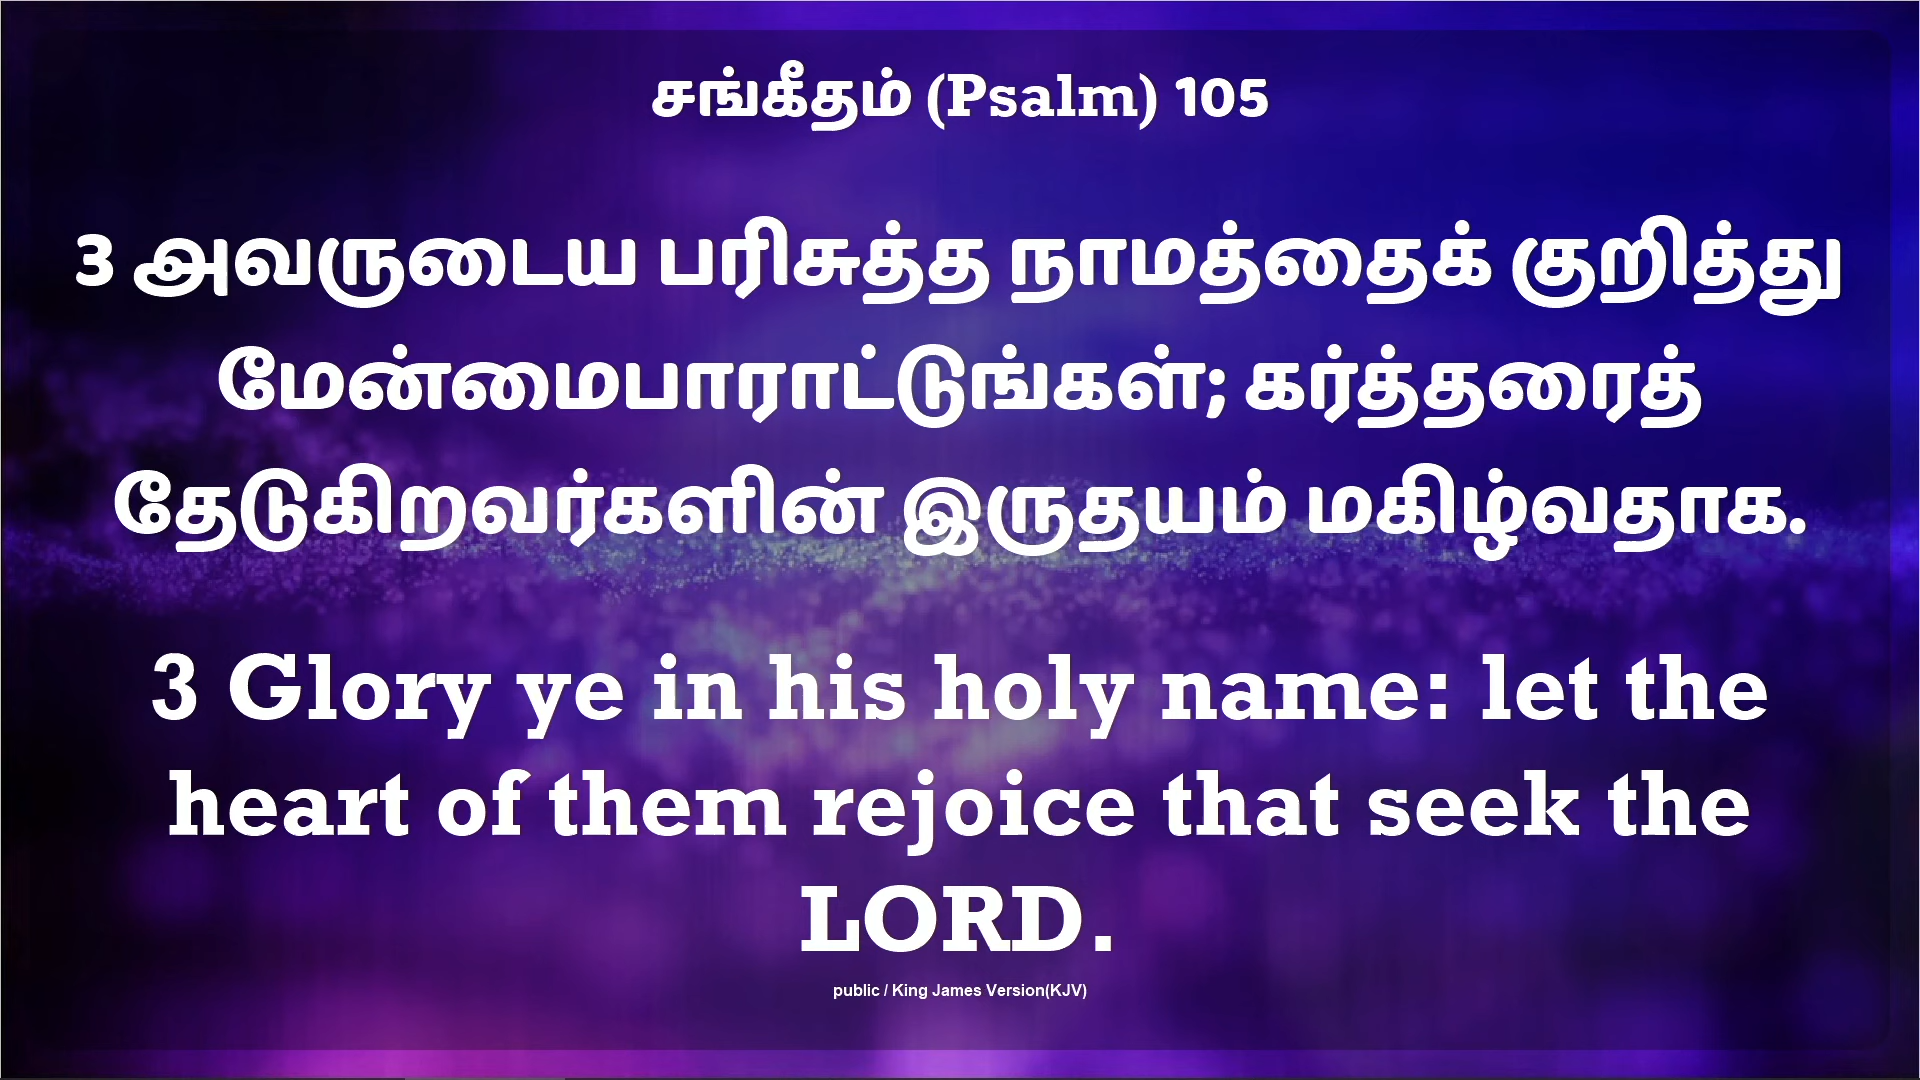 சங்கீதம் (Psalm) 105
3 அவருடைய பரிசுத்த நாமத்தைக் குறித்து
மேன்மைபாராட்டுங்கள்; கர்த்தரைத்
தேடுகிறவர்களின் இருதயம் மகிழ்வதாக.
3 Glory ye in his holy name: let the
heart of them rejoice that seek the
LORD.
public / King James Version(KJV)